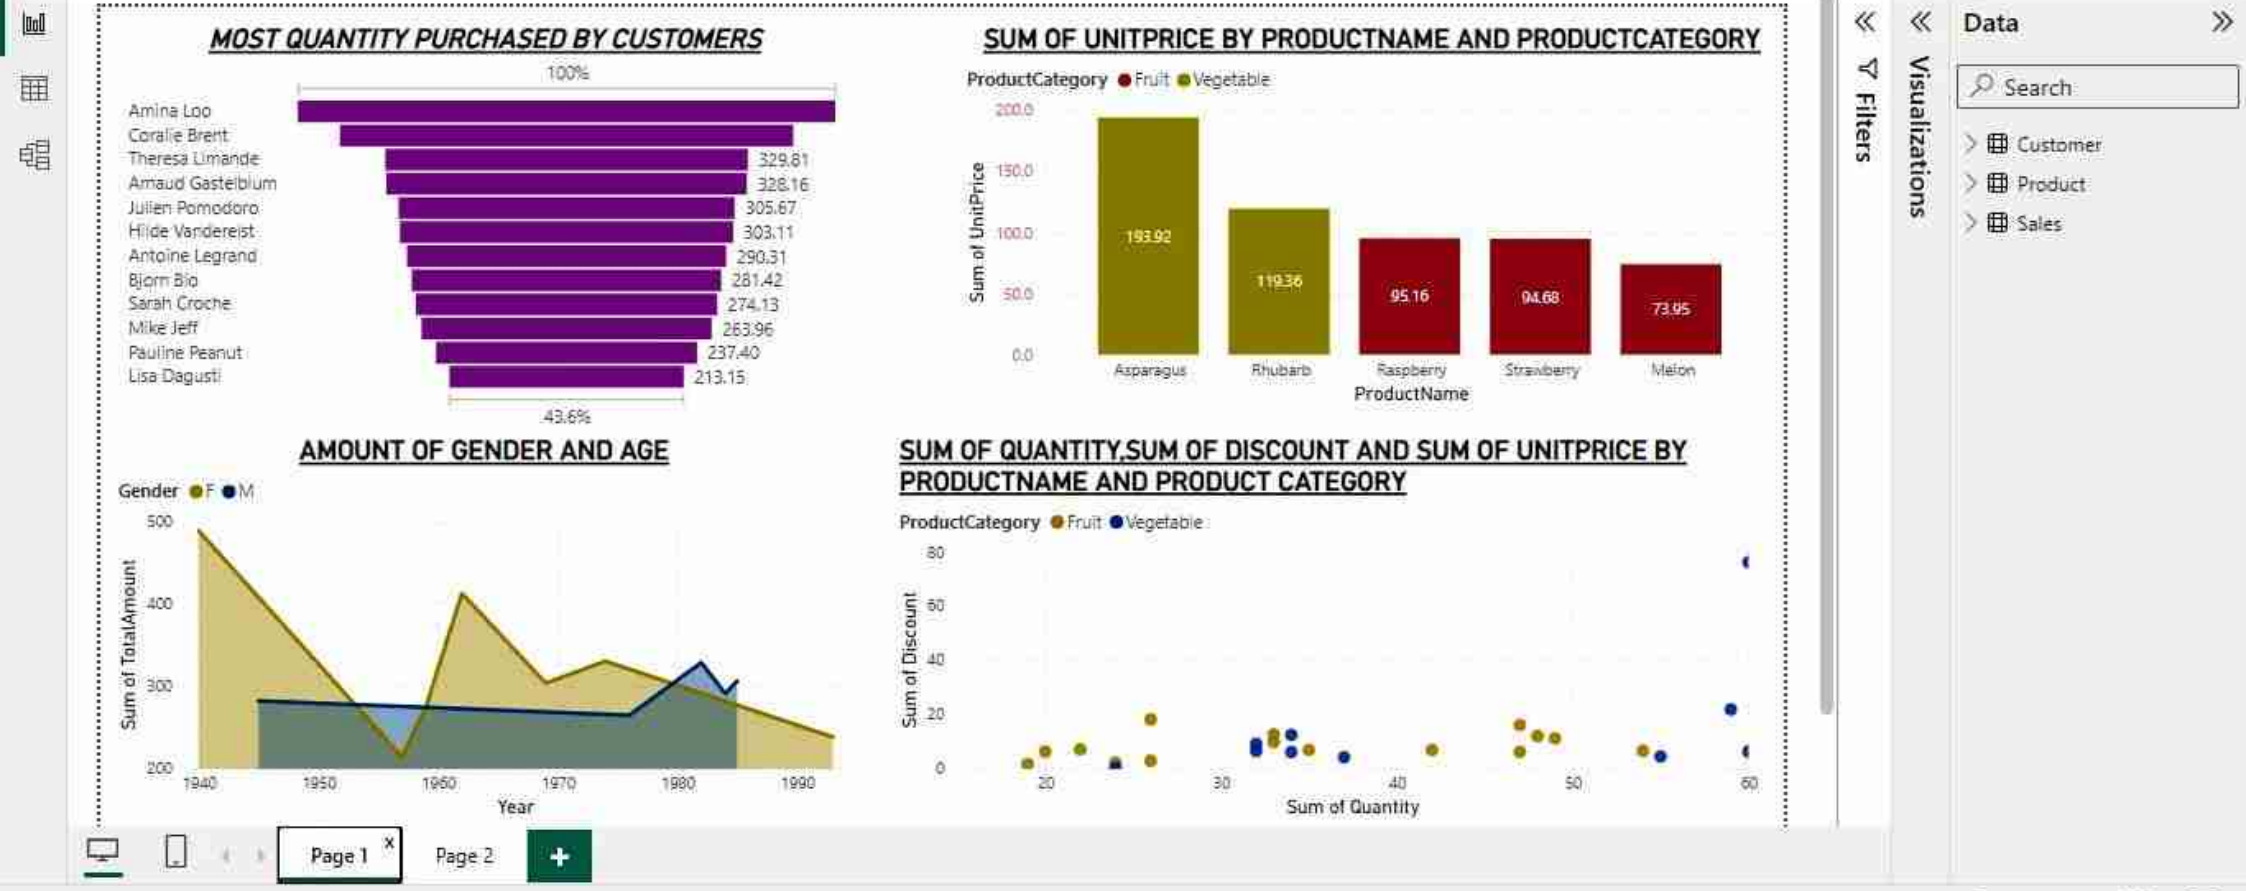 MOST QUANTITY PURCHASED BY CUSTOMERS
100%
Amina Loo
Coralie Brent
Theresa Limande 329.81
Arnaud Gastelbium 328.16
Julien Pomodoro 305.67
Hilde Vandereist 303.11
Antoine Legrand 290.31
Bjorn Bio 281.42
Sarah Croche 274.13
Mike Jeff 263.96
Pauline Peanut 237.40
Lisa Dagusti 213.15
43.6%
SUM OF UNITPRICE BY PRODUCTNAME AND PRODUCTCATEGORY
ProductCategory Fruit Vegetable
Sum of UnitPrice
200.0
150.0
100.0
50.0
0.0
193.92 119.36 95.16 94.68 73.95
Asparagus Rhubarb Raspberry Strawberry Melon
ProductName
AMOUNT OF GENDER AND AGE
Gender F M
Sum of TotalAmount
500
400
300
200
1940 1950 1960 1970 1980 1990
Year
SUM OF QUANTITY,SUM OF DISCOUNT AND SUM OF UNITPRICE BY
PRODUCTNAME AND PRODUCT CATEGORY
ProductCategory Fruit Vegetable
Sum of Discount
80
60
40
20
0
20 30 40 50 60
Sum of Quantity
Filters
Visualizations
Data
Search
Customer
Product
Sales
Page 1 x
Page 2
+